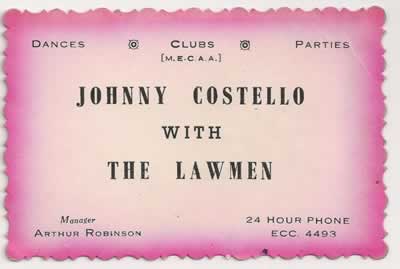 DANCES CLUBS PARTIES
[M.E.C.A.A.]
JOHNNY COSTELLO
WITH
THE LAWMEN
Manager 24 HOUR PHONE
ARTHUR ROBINSON ECC. 4493